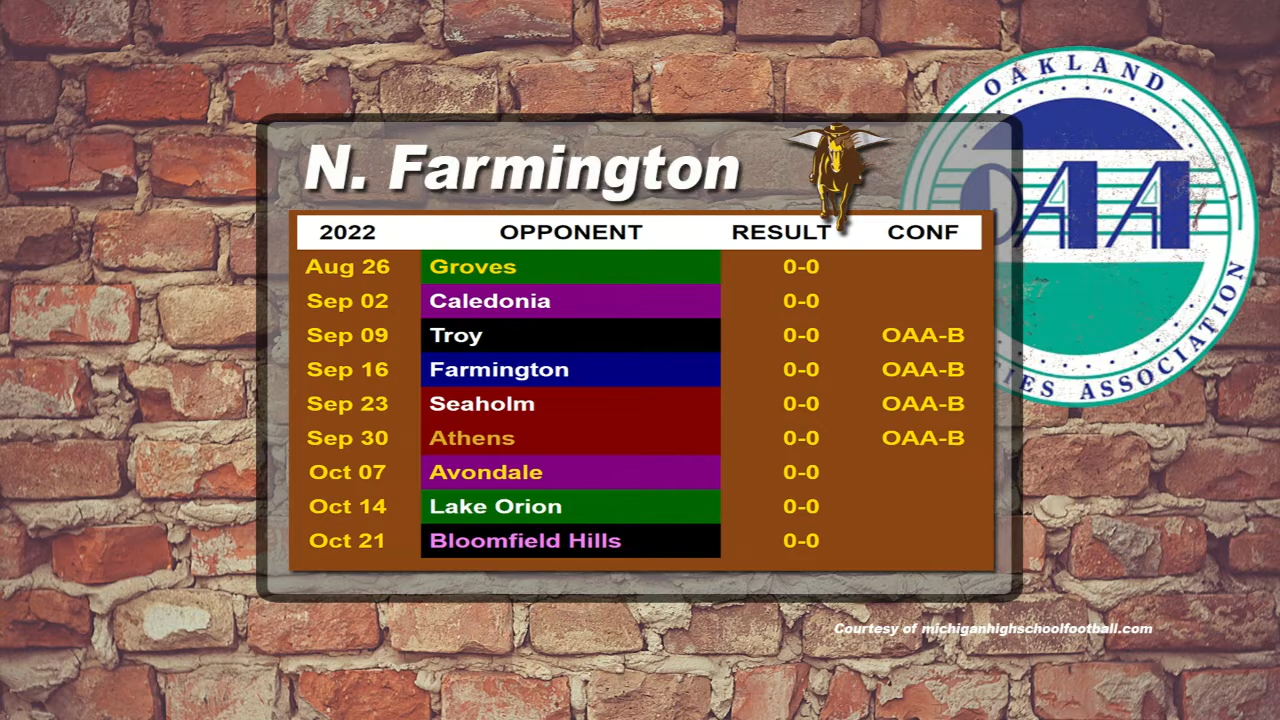 N. Farmington
2022 OPPONENT RESULT CONF
Aug 26 Groves 0-0
Sep 02 Caledonia 0-0
Sep 09 Troy 0-0 OAA-B
Sep 16 Farmington 0-0 OAA-B
Sep 23 Seaholm 0-0 OAA-B
Sep 30 Athens 0-0 OAA-B
Oct 07 Avondale 0-0
Oct 14 Lake Orion 0-0
Oct 21 Bloomfield Hills 0-0
OAKLAND
OAA
TIES ASSOCIATION
Courtesy of michiganhighschoolfootball.com